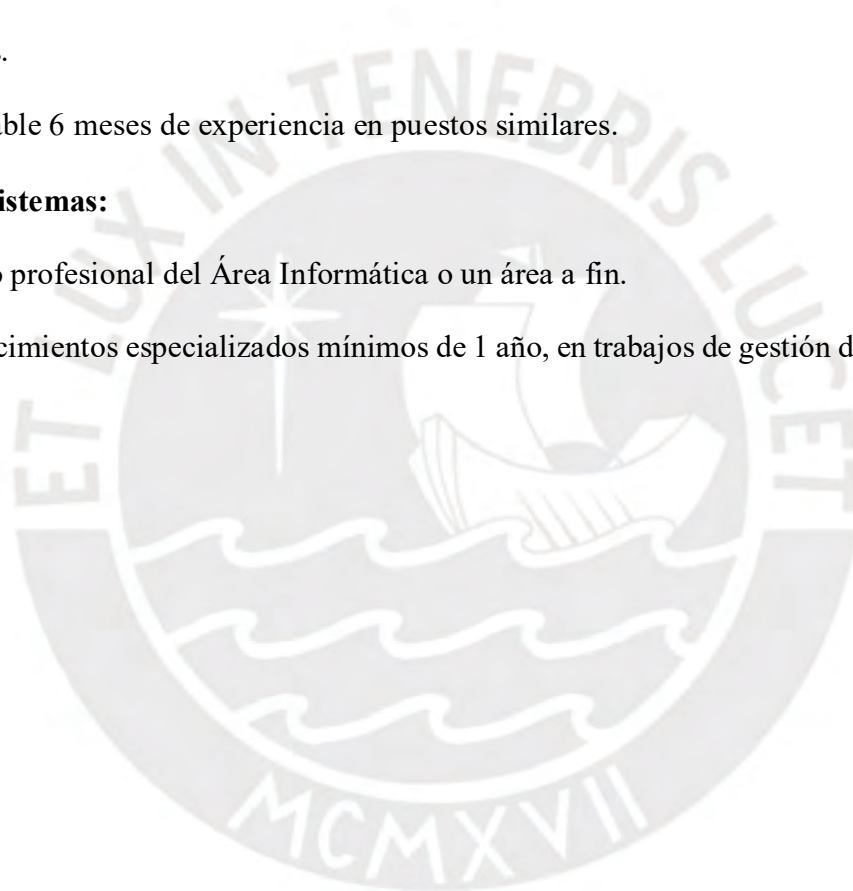 s.
able 6 meses de experiencia en puestos similares.
istemas:
o profesional del Área Informática o un área a fin.
cimientos especializados mínimos de 1 año, en trabajos de gestión d
ET LUX IN TENEBRIS LUCET
MCMXVII